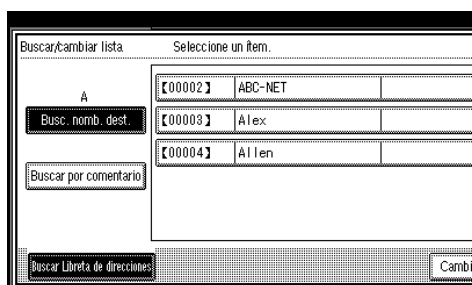 Buscar/cambiar lista Seleccione un ítem.
A
Busc. nomb. dest.
Buscar por comentario
【00002】 ABC-NET
【00003】 Alex
【00004】 Allen
Buscar Libreta de direcciones
Cambi